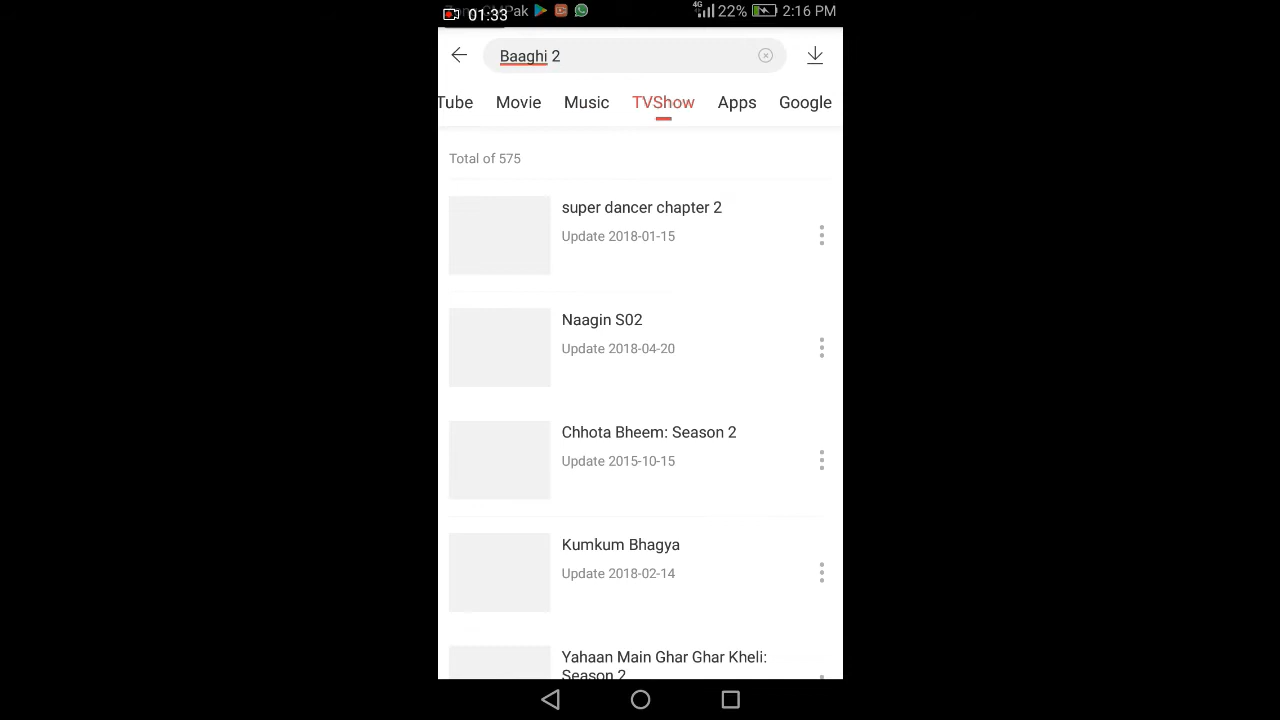 01:33 Pak 4G 22% 2:16 PM
Baaghi 2
Tube Movie Music TVShow Apps Google
Total of 575
super dancer chapter 2
Update 2018-01-15
Naagin S02
Update 2018-04-20
Chhota Bheem: Season 2
Update 2015-10-15
Kumkum Bhagya
Update 2018-02-14
Yahaan Main Ghar Ghar Kheli:
Season 2